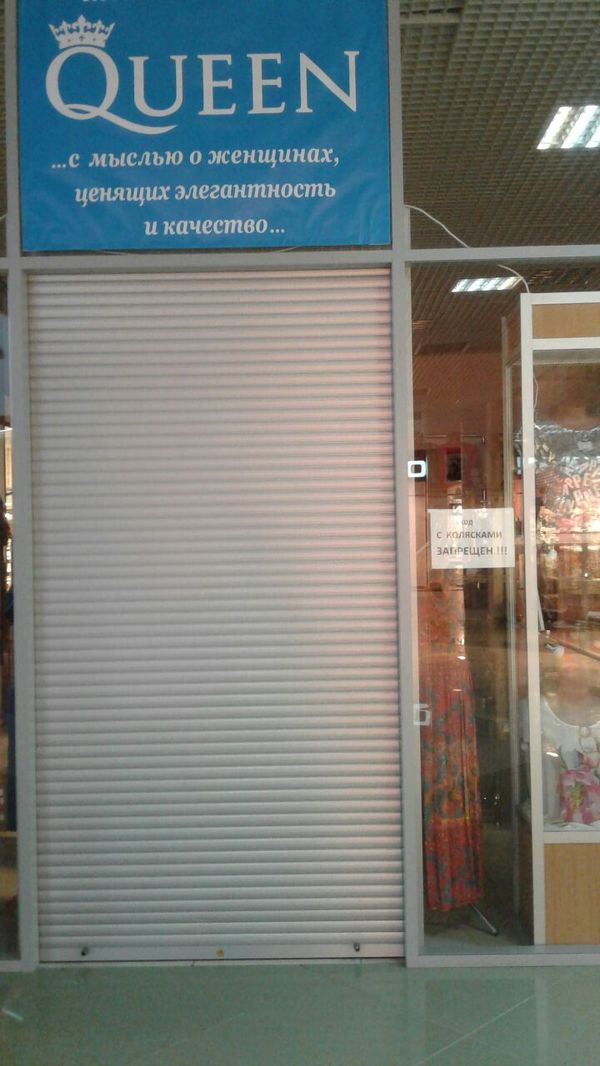 QUEEN
...с мыслью о женщинах,
ценящих элегантность
и качество...
С КОЛЯСКАМИ
ЗАПРЕЩЕН !!!